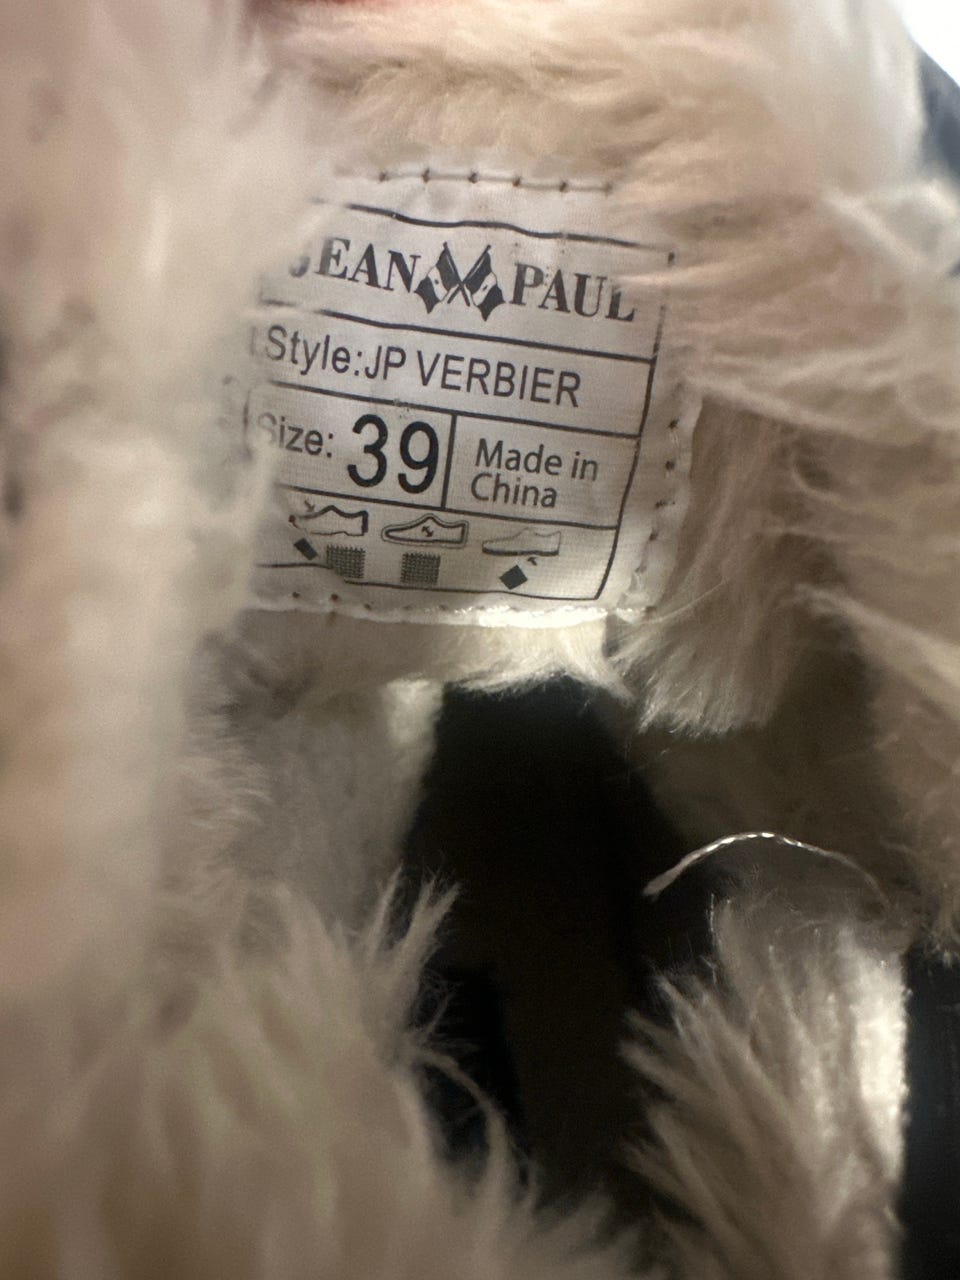 JEAN PAUL
Style:JP VERBIER
Size: 39
Made in
China